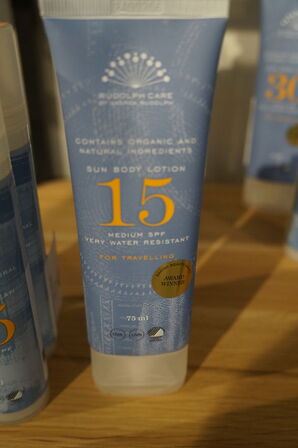 RUDOLPH CARE
BY ANDREA RUDOLPH
CONTAINS ORGANIC AND
NATURAL INGREDIENTS
SUN BODY LOTION
15
MEDIUM SPF
VERY WATER RESISTANT
FOR TRAVELLING
AWARD
WINNER
75 ml
30
5